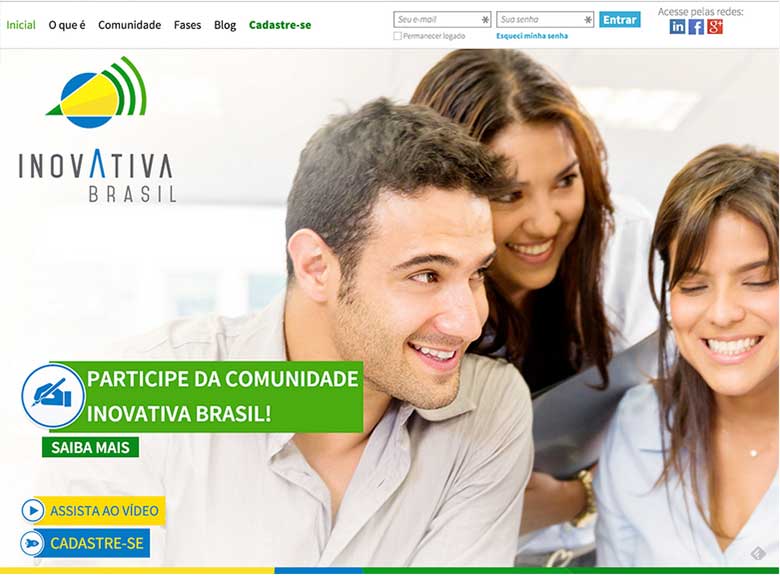 Inicial O que é Comunidade Fases Blog Cadastre-se
Seu e-mail * Sua senha * Entrar
Permanecer logado Esqueci minha senha
Acesse pelas redes:
in f g+
INOVATIVA
BRASIL
PARTICIPE DA COMUNIDADE
INOVATIVA BRASIL!
SAIBA MAIS
ASSISTA AO VÍDEO
CADASTRE-SE